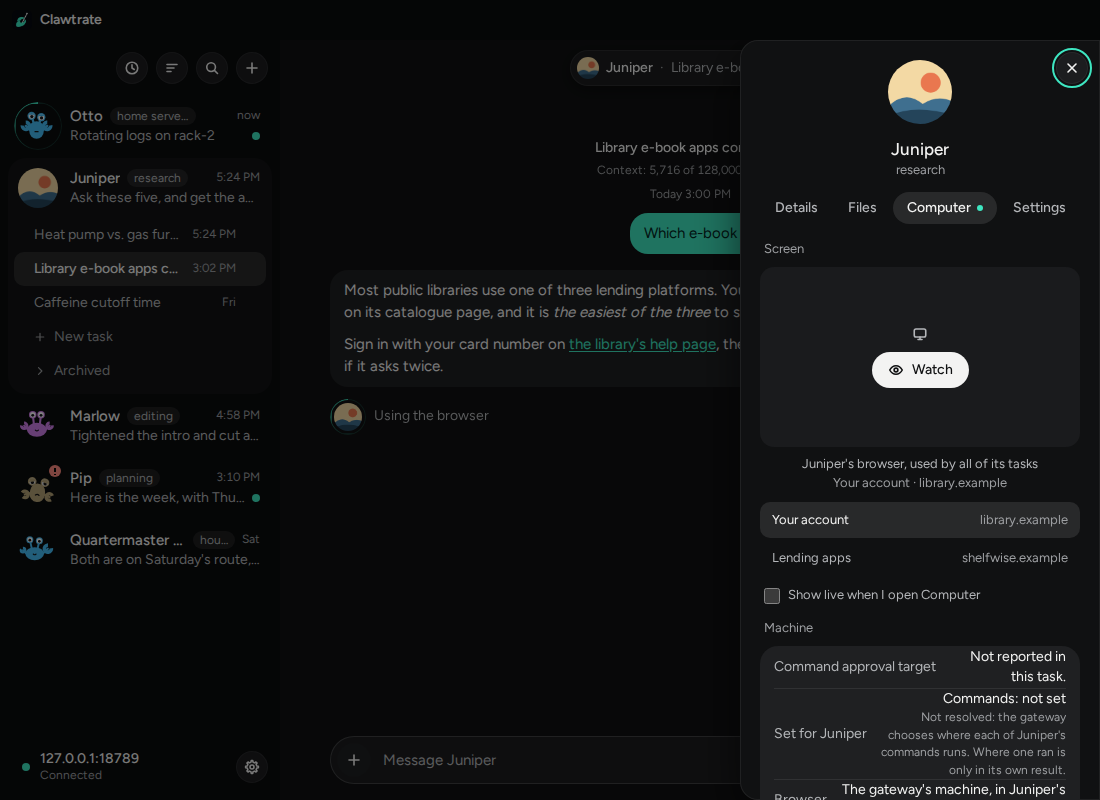 Clawtrate
Otto home serve... now
Rotating logs on rack-2
Juniper research 5:24 PM
Ask these five, and get the a...
Heat pump vs. gas fur... 5:24 PM
Library e-book apps c... 3:02 PM
Caffeine cutoff time Fri
New task
Archived
Marlow editing 4:58 PM
Tightened the intro and cut a...
Pip planning 3:10 PM
Here is the week, with Thu...
Quartermaster ... hou... Sat
Both are on Saturday's route,...
127.0.0.1:18789
Connected
Juniper · Library e-bo
Library e-book apps co
Context: 5,716 of 128,000
Today 3:00 PM
Which e-book
Most public libraries use one of three lending platforms. Yo
on its catalogue page, and it is the easiest of the three to s
Sign in with your card number on the library's help page, the
if it asks twice.
Using the browser
Message Juniper
Juniper
research
Details Files Computer Settings
Screen
Watch
Juniper's browser, used by all of its tasks
Your account · library.example
Your account library.example
Lending apps shelfwise.example
Show live when I open Computer
Machine
Command approval target Not reported in
this task.
Set for Juniper Commands: not set
Not resolved: the gateway
chooses where each of Juniper's
commands runs. Where one ran is
only in its own result.
Browser The gateway's machine, in Juniper's